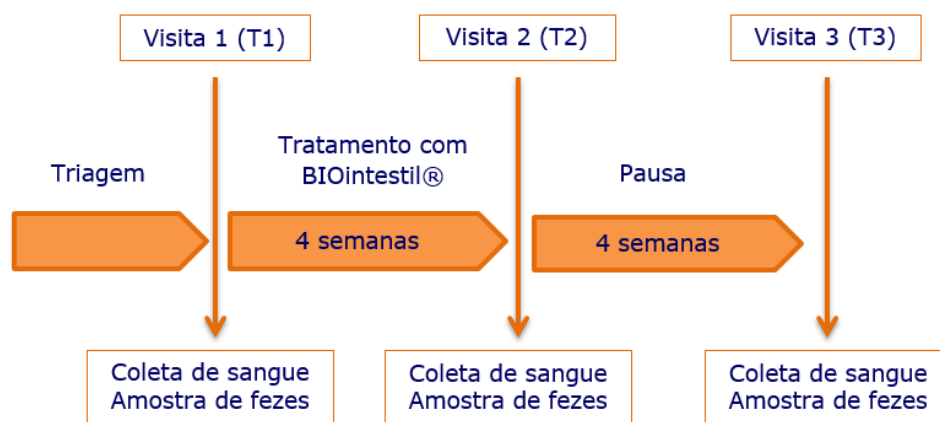 Visita 1 (T1)
Visita 2 (T2)
Visita 3 (T3)
Triagem
Tratamento com
BIOintestil®
Pausa
4 semanas
4 semanas
Coleta de sangue
Amostra de fezes
Coleta de sangue
Amostra de fezes
Coleta de sangue
Amostra de fezes